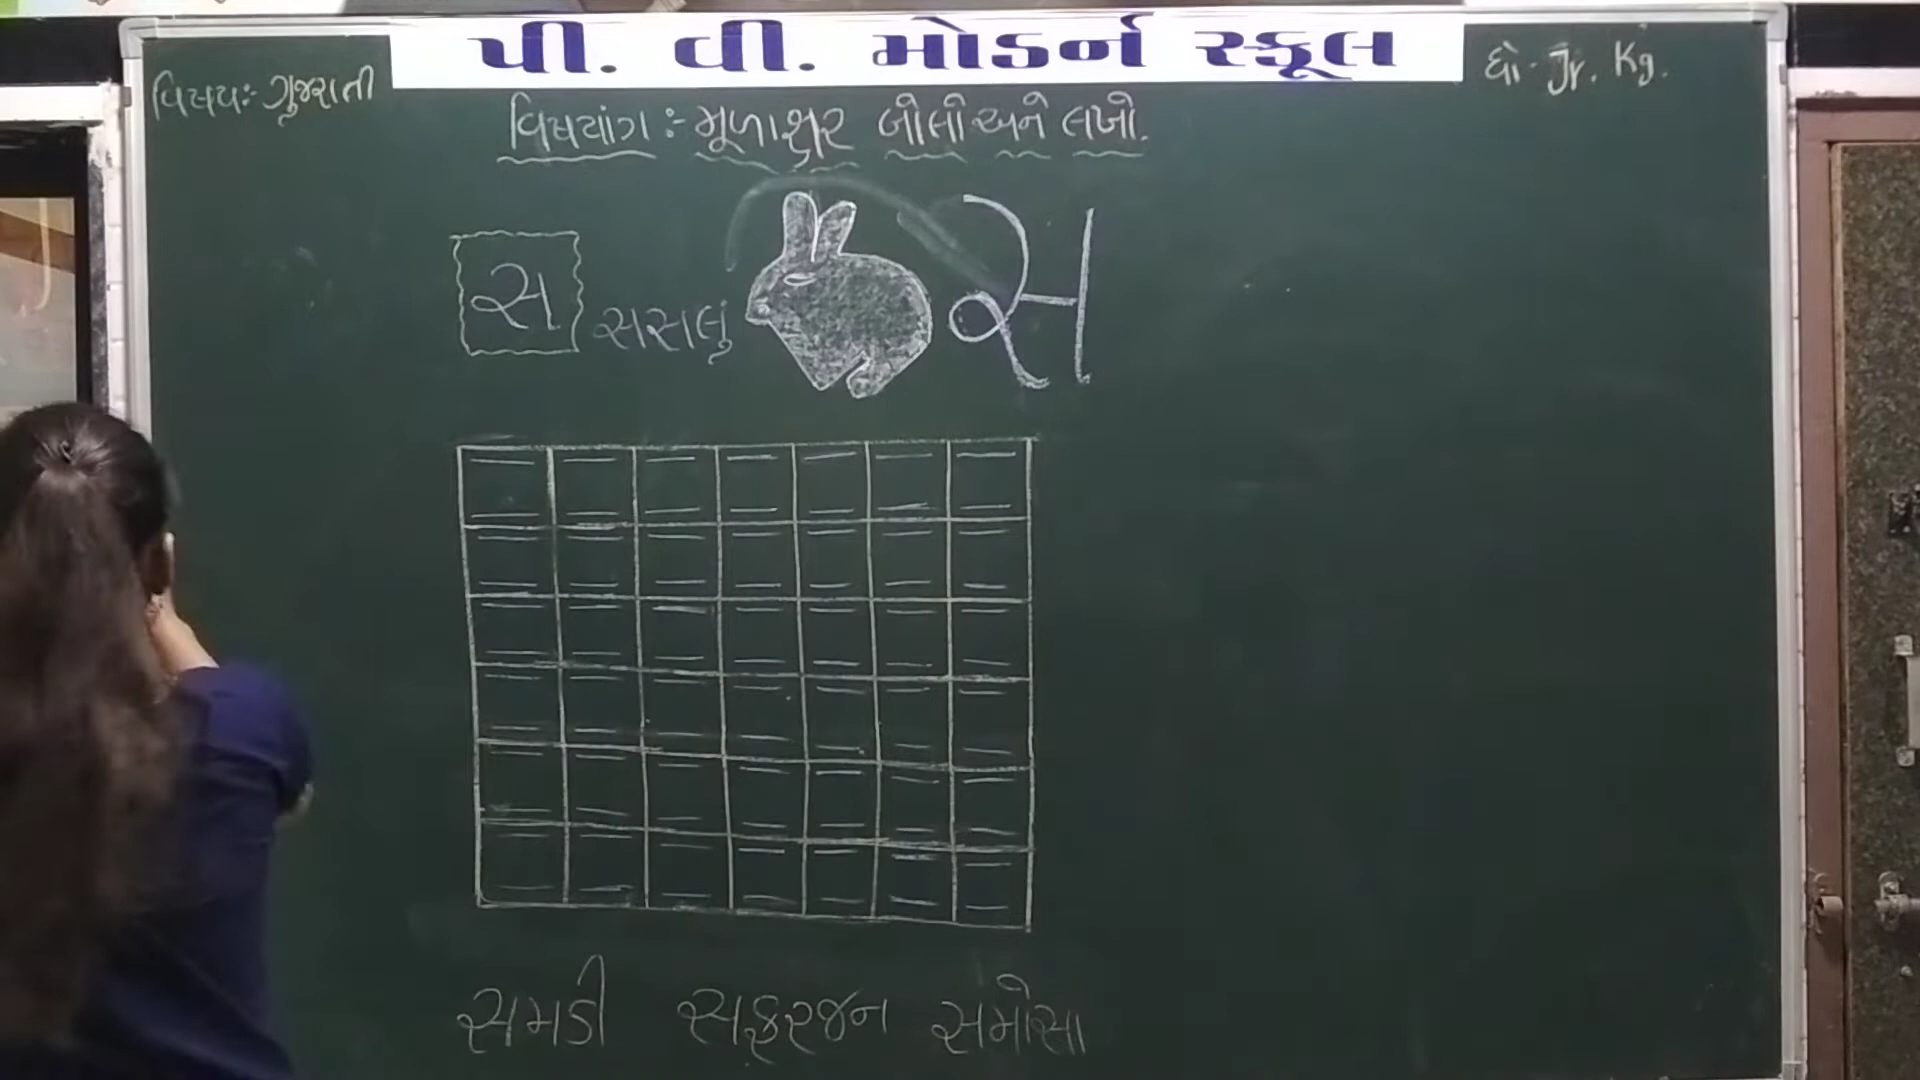 પી. વી. મોડર્ન સ્કૂલ
વિષયઃ- ગુજરાતી
ધો - Jr. Kg.
વિષયાંગ :- મૂળાક્ષર બોલો અને લખો.
સ સસલું સ
સમડી સફરજન સમોસા